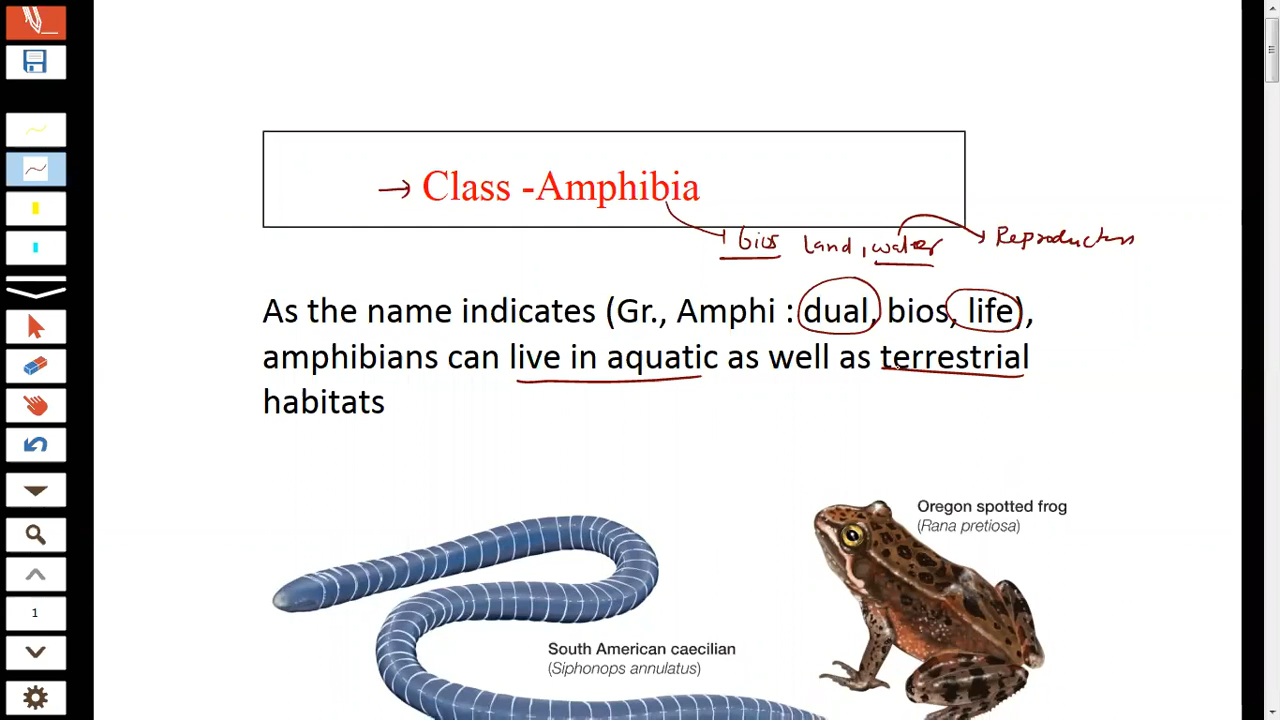 → Class -Amphibia
bios land, water → Reproduction
As the name indicates (Gr., Amphi : dual, bios, life),
amphibians can live in aquatic as well as terrestrial
habitats
Oregon spotted frog
(Rana pretiosa)
South American caecilian
(Siphonops annulatus)
1